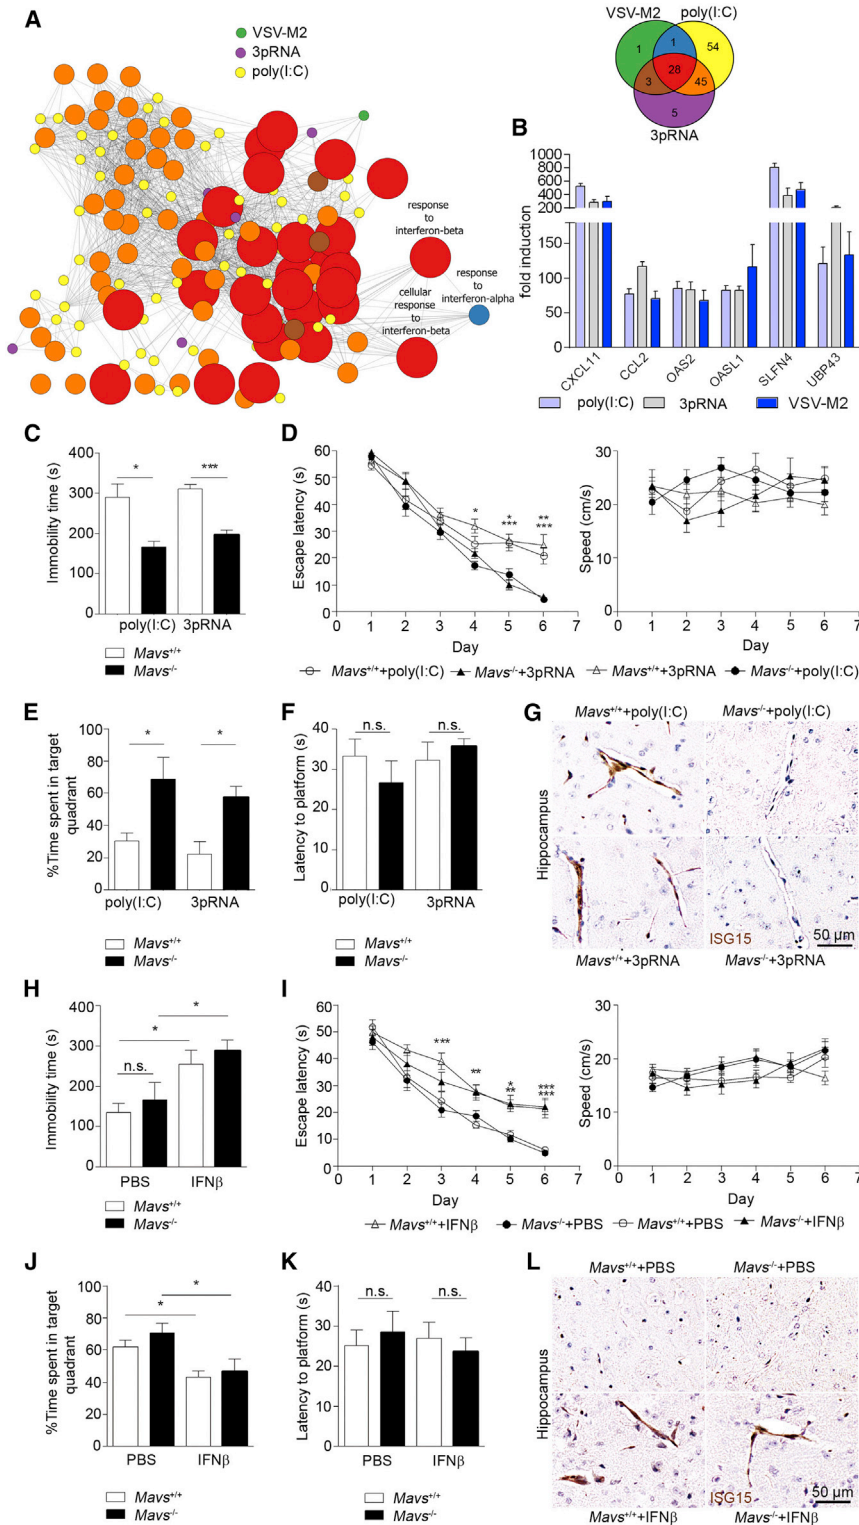 A
VSV-M2
3pRNA
poly(I:C)
response
to
interferon-beta
response
to
interferon-alpha
cellular
response
to
interferon-beta
VSV-M2 poly(I:C)
1 1 54
28
3 45
5
3pRNA
B
fold induction
1000
800
600
400
200
150
100
50
0
CXCL11 CCL2 OAS2 OASL1 SLFN4 UBP43
poly(I:C) 3pRNA VSV-M2
C
Immobility time (s)
400
300
200
100
0
* ***
poly(I:C) 3pRNA
Mavs+/+
Mavs-/-
D
Escape latency (s)
60
50
40
30
20
10
0
* * *** ** ***
1 2 3 4 5 6 7
Day
Speed (cm/s)
30
20
10
0
1 2 3 4 5 6 7
Day
Mavs+/++poly(I:C) Mavs-/-+3pRNA Mavs+/++3pRNA Mavs-/-+poly(I:C)
E
%Time spent in target
quadrant
100
80
60
40
20
0
* *
poly(I:C) 3pRNA
Mavs+/+
Mavs-/-
F
Latency to platform (s)
40
30
20
10
0
n.s. n.s.
poly(I:C) 3pRNA
Mavs+/+
Mavs-/-
G
Mavs+/++poly(I:C) Mavs-/-+poly(I:C)
Hippocampus
ISG15 50 µm
Mavs+/++3pRNA Mavs-/-+3pRNA
H
Immobility time (s)
400
300
200
100
0
*
*
n.s.
PBS IFNβ
Mavs+/+
Mavs-/-
I
Escape latency (s)
60
50
40
30
20
10
0
*** ** * ** *** ***
1 2 3 4 5 6 7
Day
Speed (cm/s)
30
20
10
0
1 2 3 4 5 6 7
Day
Mavs+/++IFNβ Mavs-/-+PBS Mavs+/++PBS Mavs-/-+IFNβ
J
%Time spent in target
quadrant
100
80
60
40
20
0
*
*
PBS IFNβ
Mavs+/+
Mavs-/-
K
Latency to platform (s)
40
30
20
10
0
n.s. n.s.
PBS IFNβ
Mavs+/+
Mavs-/-
L
Mavs+/++PBS Mavs-/-+PBS
Hippocampus
ISG15 50 µm
Mavs+/++IFNβ Mavs-/-+IFNβ